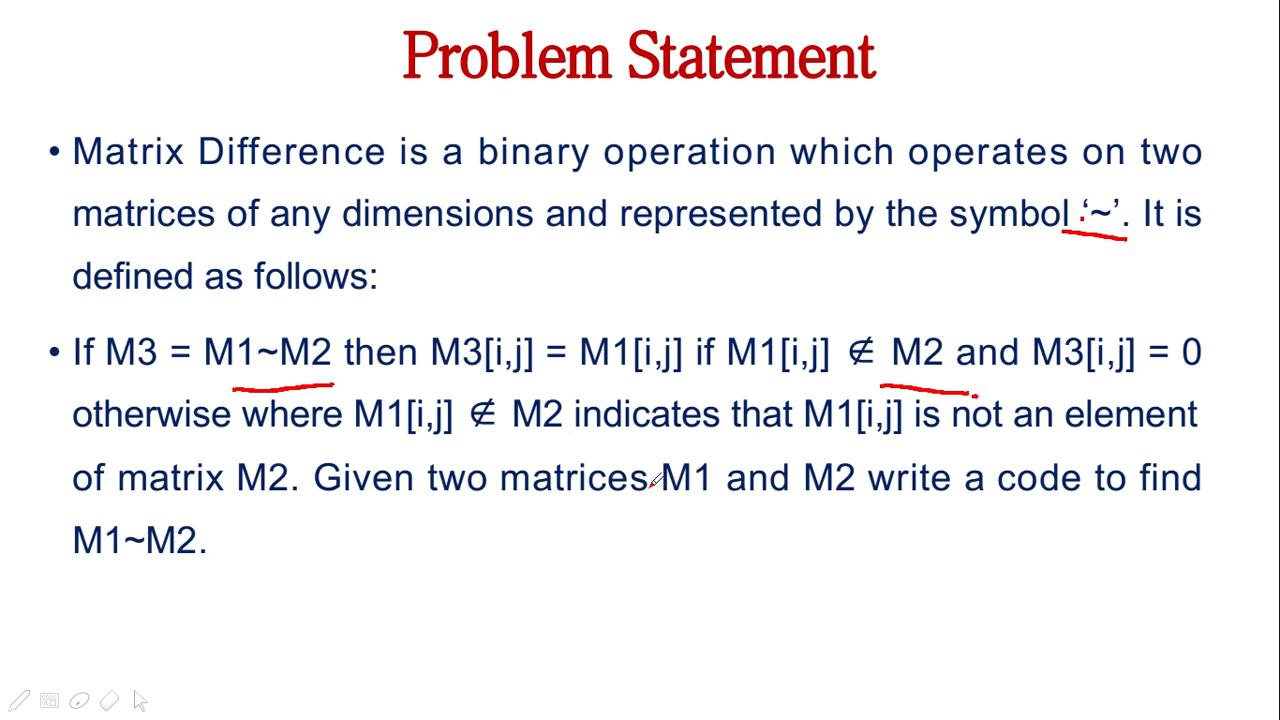 Problem Statement
• Matrix Difference is a binary operation which operates on two
matrices of any dimensions and represented by the symbol ‘~’. It is
defined as follows:
• If M3 = M1~M2 then M3[i,j] = M1[i,j] if M1[i,j] ∉ M2 and M3[i,j] = 0
otherwise where M1[i,j] ∉ M2 indicates that M1[i,j] is not an element
of matrix M2. Given two matrices M1 and M2 write a code to find
M1~M2.